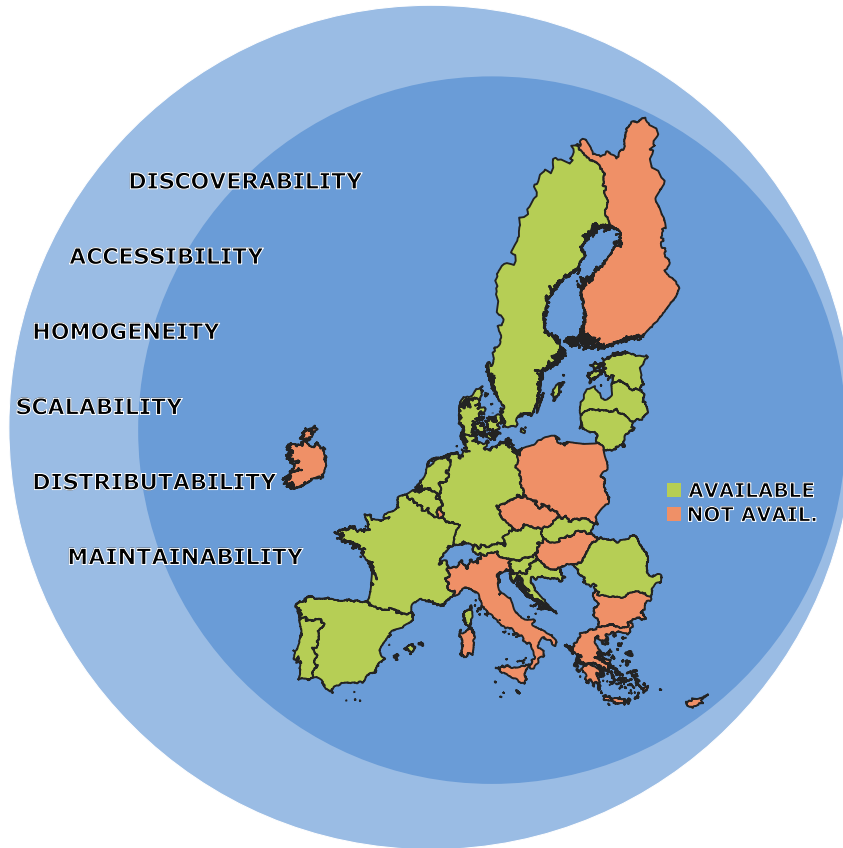 DISCOVERABILITY
ACCESSIBILITY
HOMOGENEITY
SCALABILITY
DISTRIBUTABILITY
MAINTAINABILITY
AVAILABLE
NOT AVAIL.